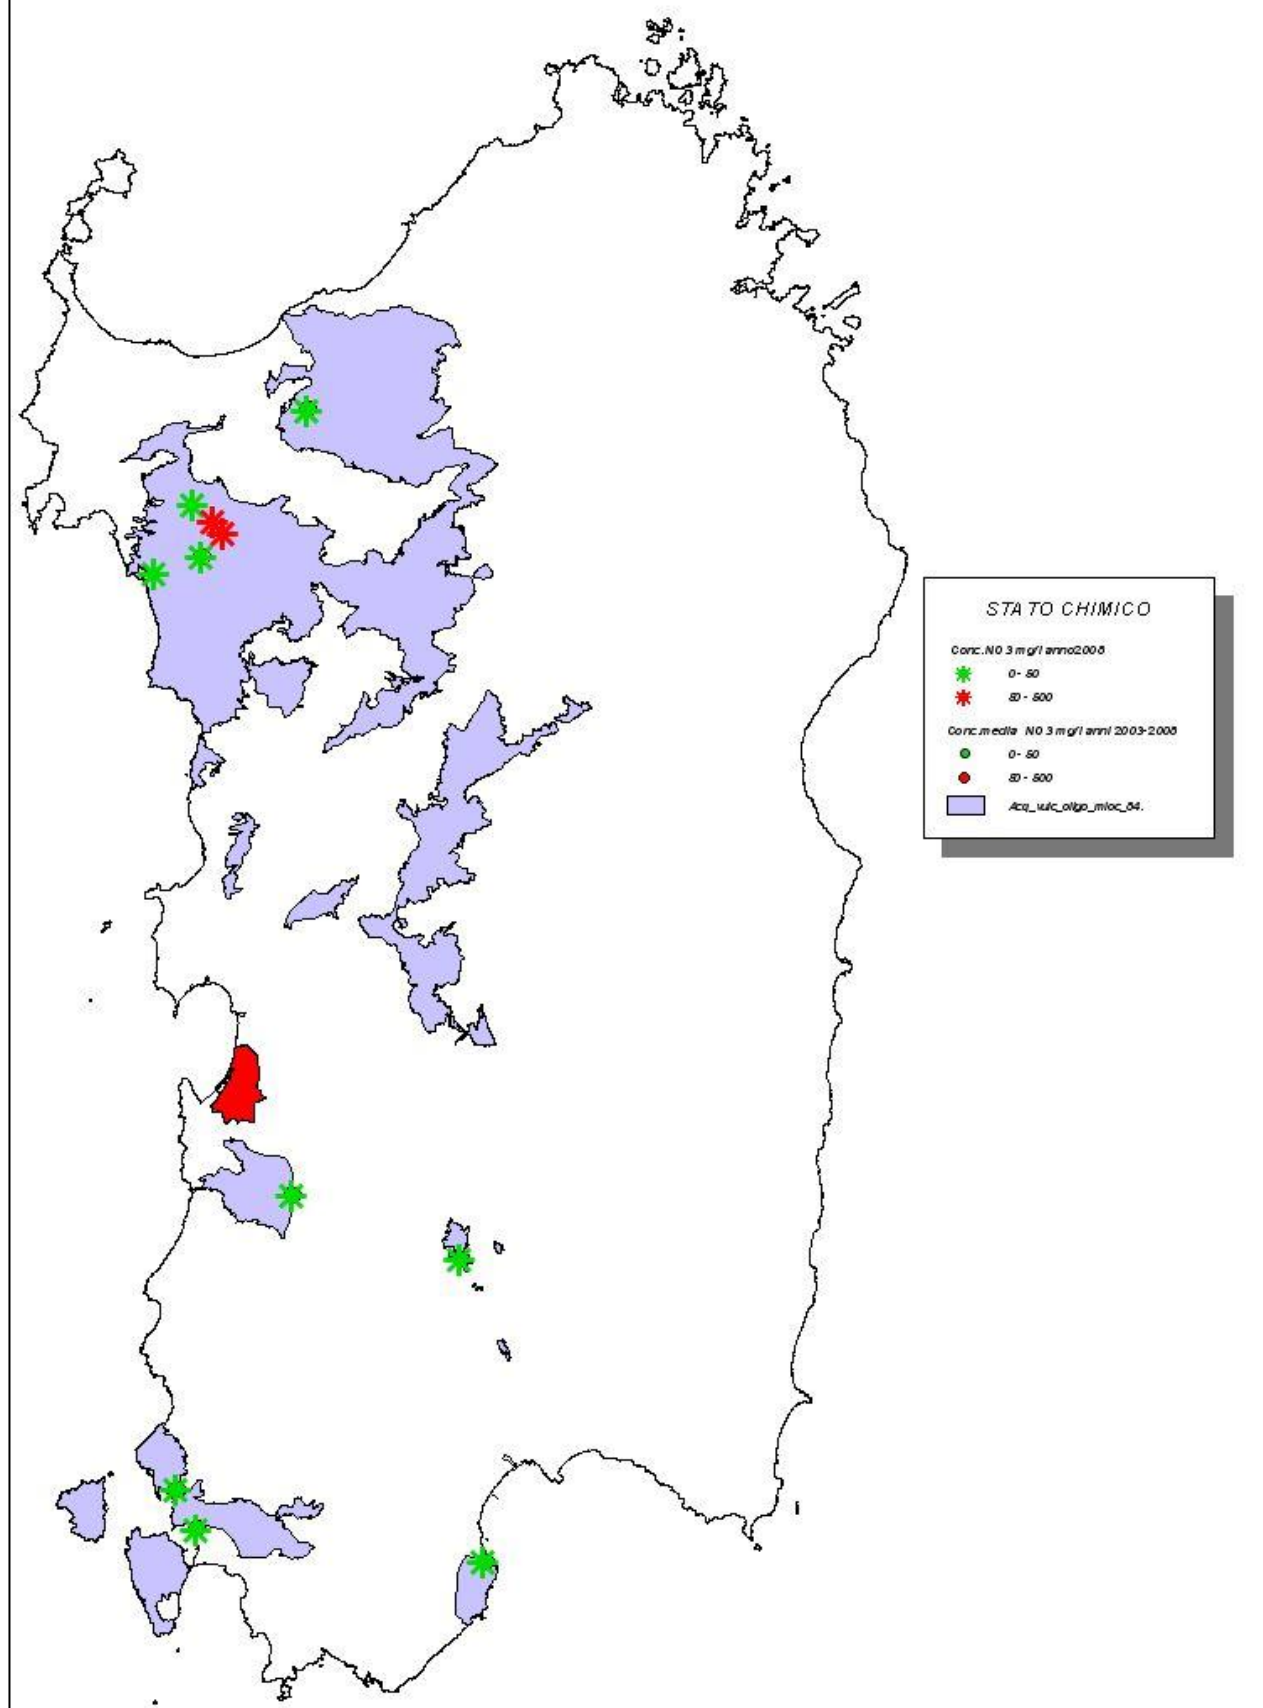 STATO CHIMICO
Conc.NO3 mg/l anno2008
0 - 50
50 - 500
Conc.media NO3 mg/l anni 2003-2008
0 - 50
50 - 500
Acq_vulc_oligo_mioc_64.